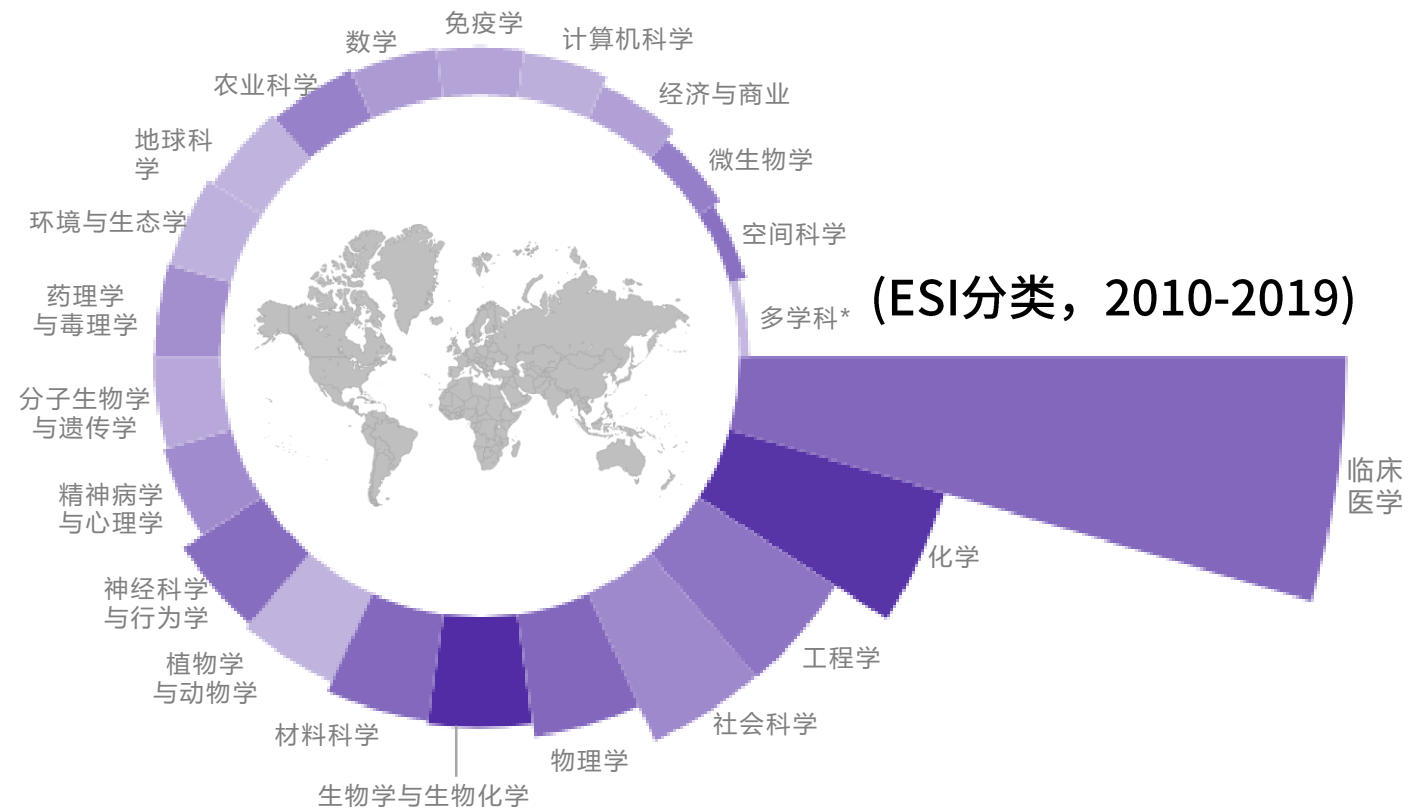 免疫学
数学
计算机科学
农业科学
经济与商业
地球科
学
微生物学
环境与生态学
空间科学
(ESI分类，2010-2019)
药理学
与毒理学
多学科*
分子生物学
与遗传学
临床
医学
精神病学
与心理学
化学
神经科学
与行为学
工程学
植物学
与动物学
社会科学
材料科学
物理学
生物学与生物化学